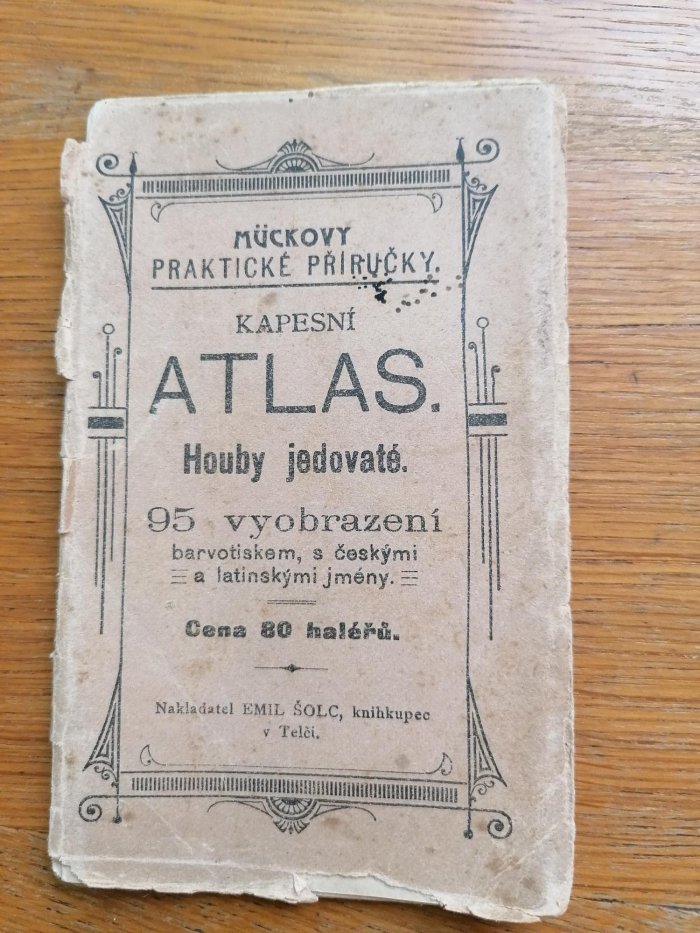 MÜCKOVY
PRAKTICKÉ PŘÍRUČKY.
KAPESNÍ
ATLAS.
Houby jedovaté.
95 vyobrazení
barvotiskem, s českými
a latinskými jmény.
Cena 80 haléřů.
Nakladatel EMIL ŠOLC, knihkupec
v Telči.